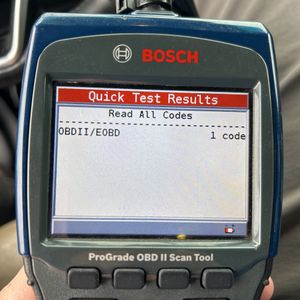 BOSCH
Quick Test Results
Read All Codes
OBDII/EOBD 1 code
ProGrade OBD II Scan Tool